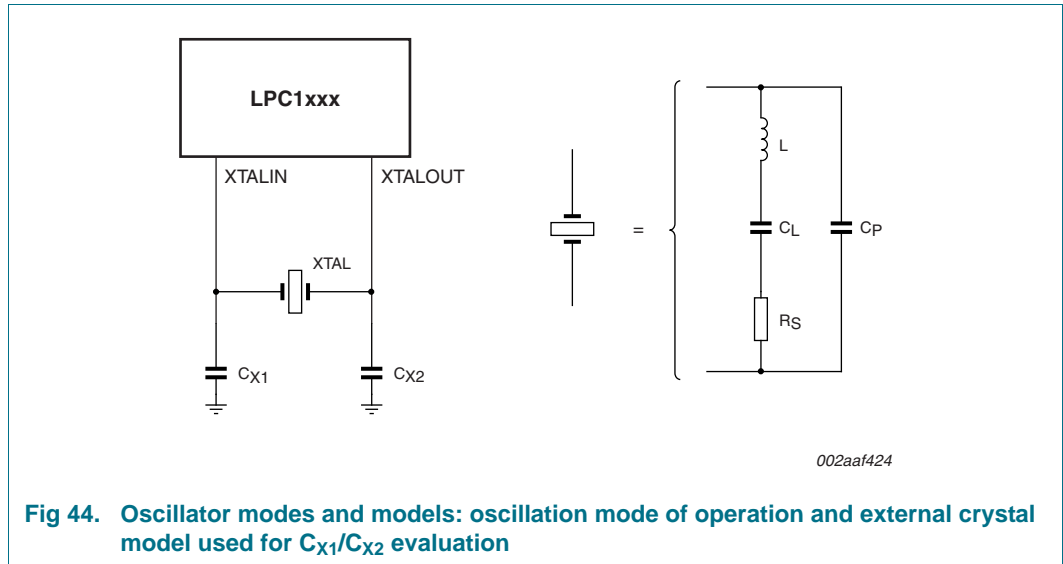 LPC1xxx
XTALIN
XTALOUT
XTAL
CX1
CX2
=
L
CL
CP
RS
002aaf424
Fig 44. Oscillator modes and models: oscillation mode of operation and external crystal
model used for CX1/CX2 evaluation